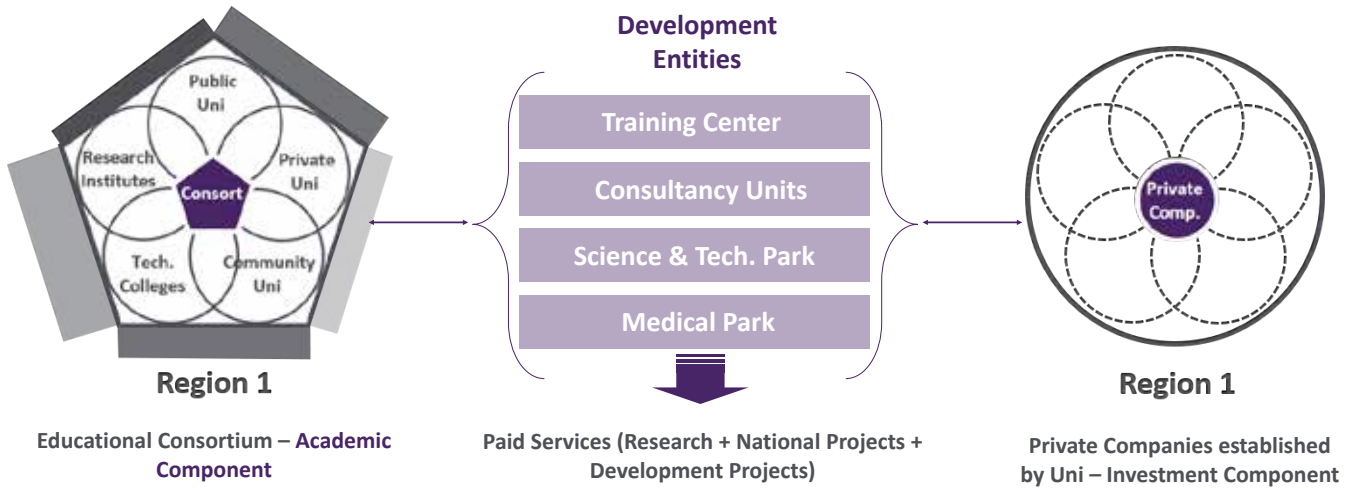 Public
Uni
Research
Institutes
Private
Uni
Consort
Tech.
Colleges
Community
Uni
Region 1
Educational Consortium – Academic
Component
Development
Entities
Training Center
Consultancy Units
Science & Tech. Park
Medical Park
Paid Services (Research + National Projects +
Development Projects)
Private
Comp.
Region 1
Private Companies established
by Uni – Investment Component